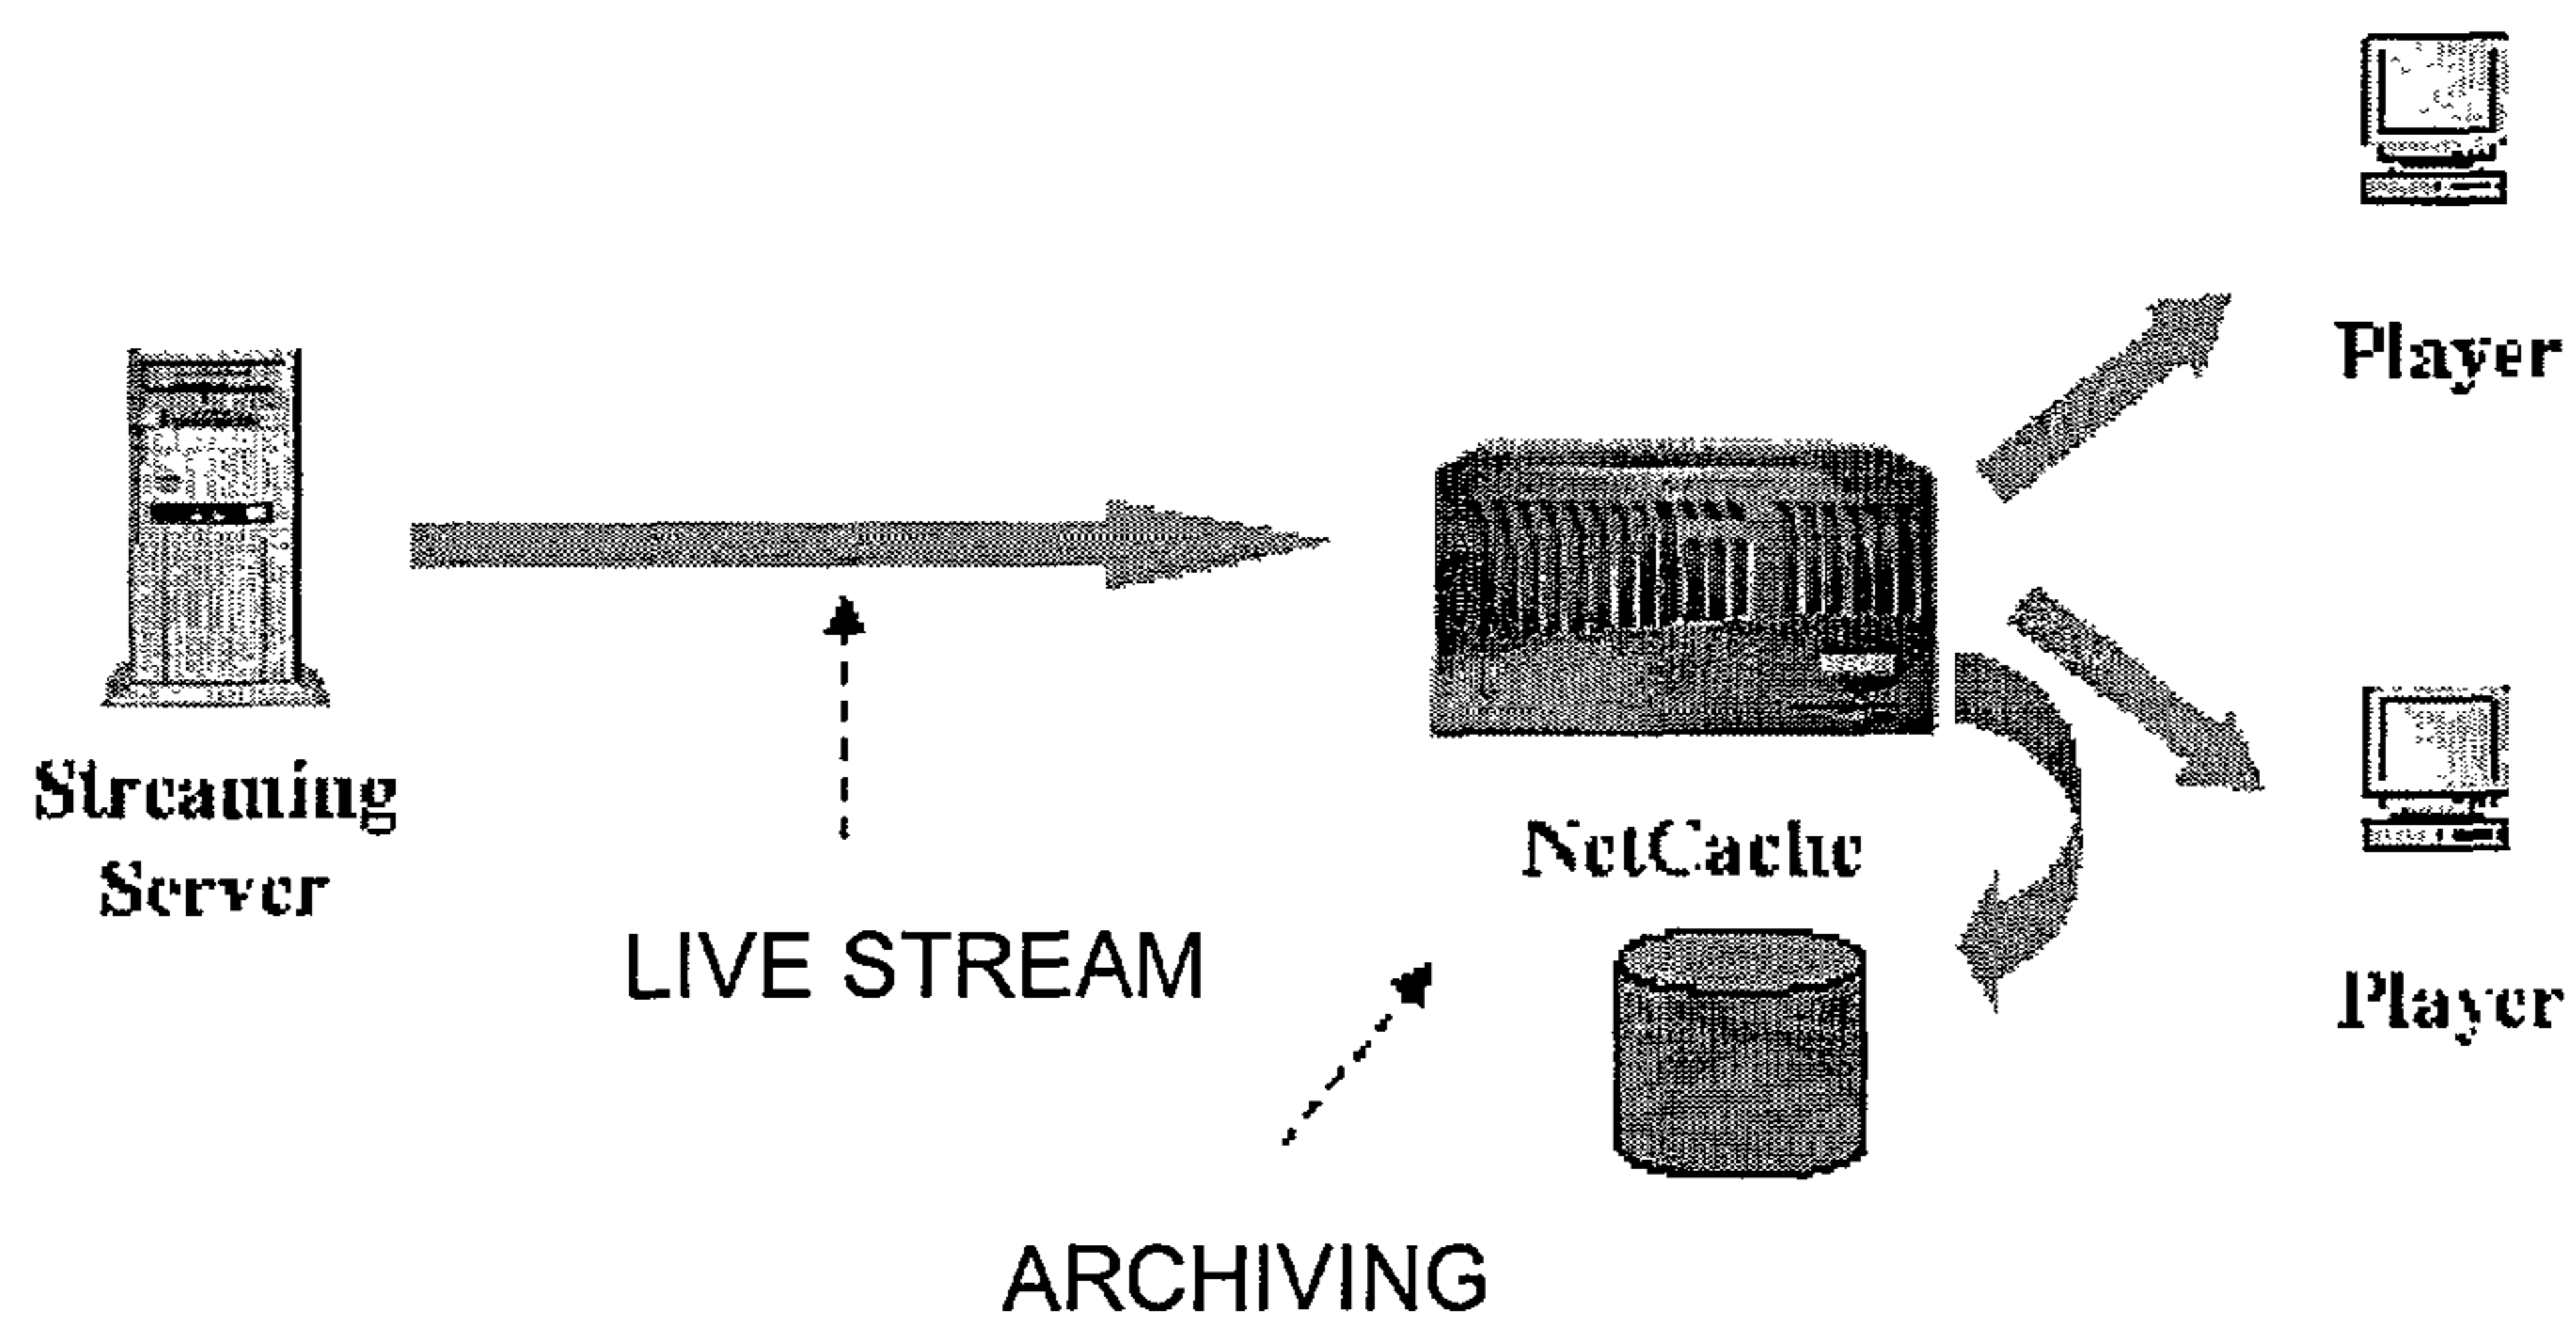 Player
Streaming
Server
NetCache
LIVE STREAM
Player
ARCHIVING